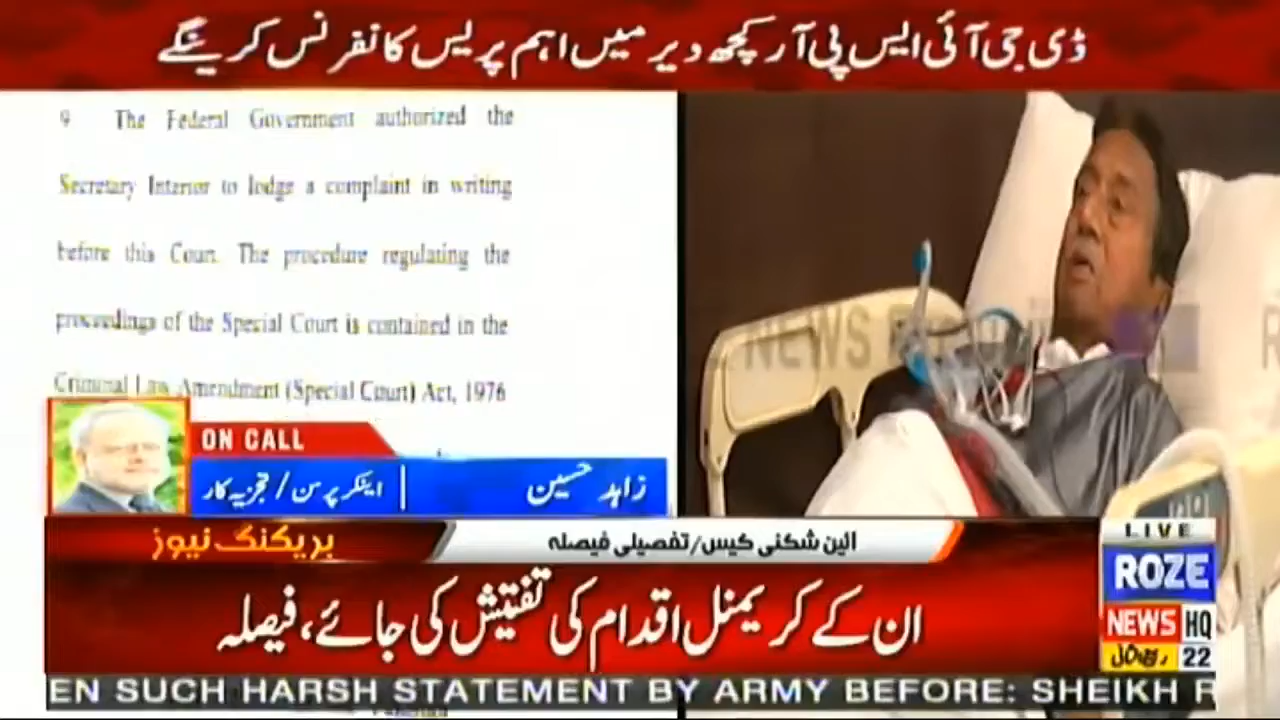 ڈی جی آئی ایس پی آر کچھ دیر میں اہم پریس کانفرنس کرینگے
9 The Federal Government authorized the
Secretary Interior to lodge a complaint in writing
before this Court. The procedure regulating the
proceedings of the Special Court is contained in the
Criminal Law Amendment (Special Court) Act, 1976
NEWS
ON CALL
زاہد حسین | اینکر پرسن/تجزیہ کار
بریکنگ نیوز
آئین شکنی کیس/تفصیلی فیصلہ
ان کے کریمنل اقدام کی تفتیش کی جائے، فیصلہ
LIVE
ROZE
NEWS HQ
22
EN SUCH HARSH STATEMENT BY ARMY BEFORE: SHEIKH R